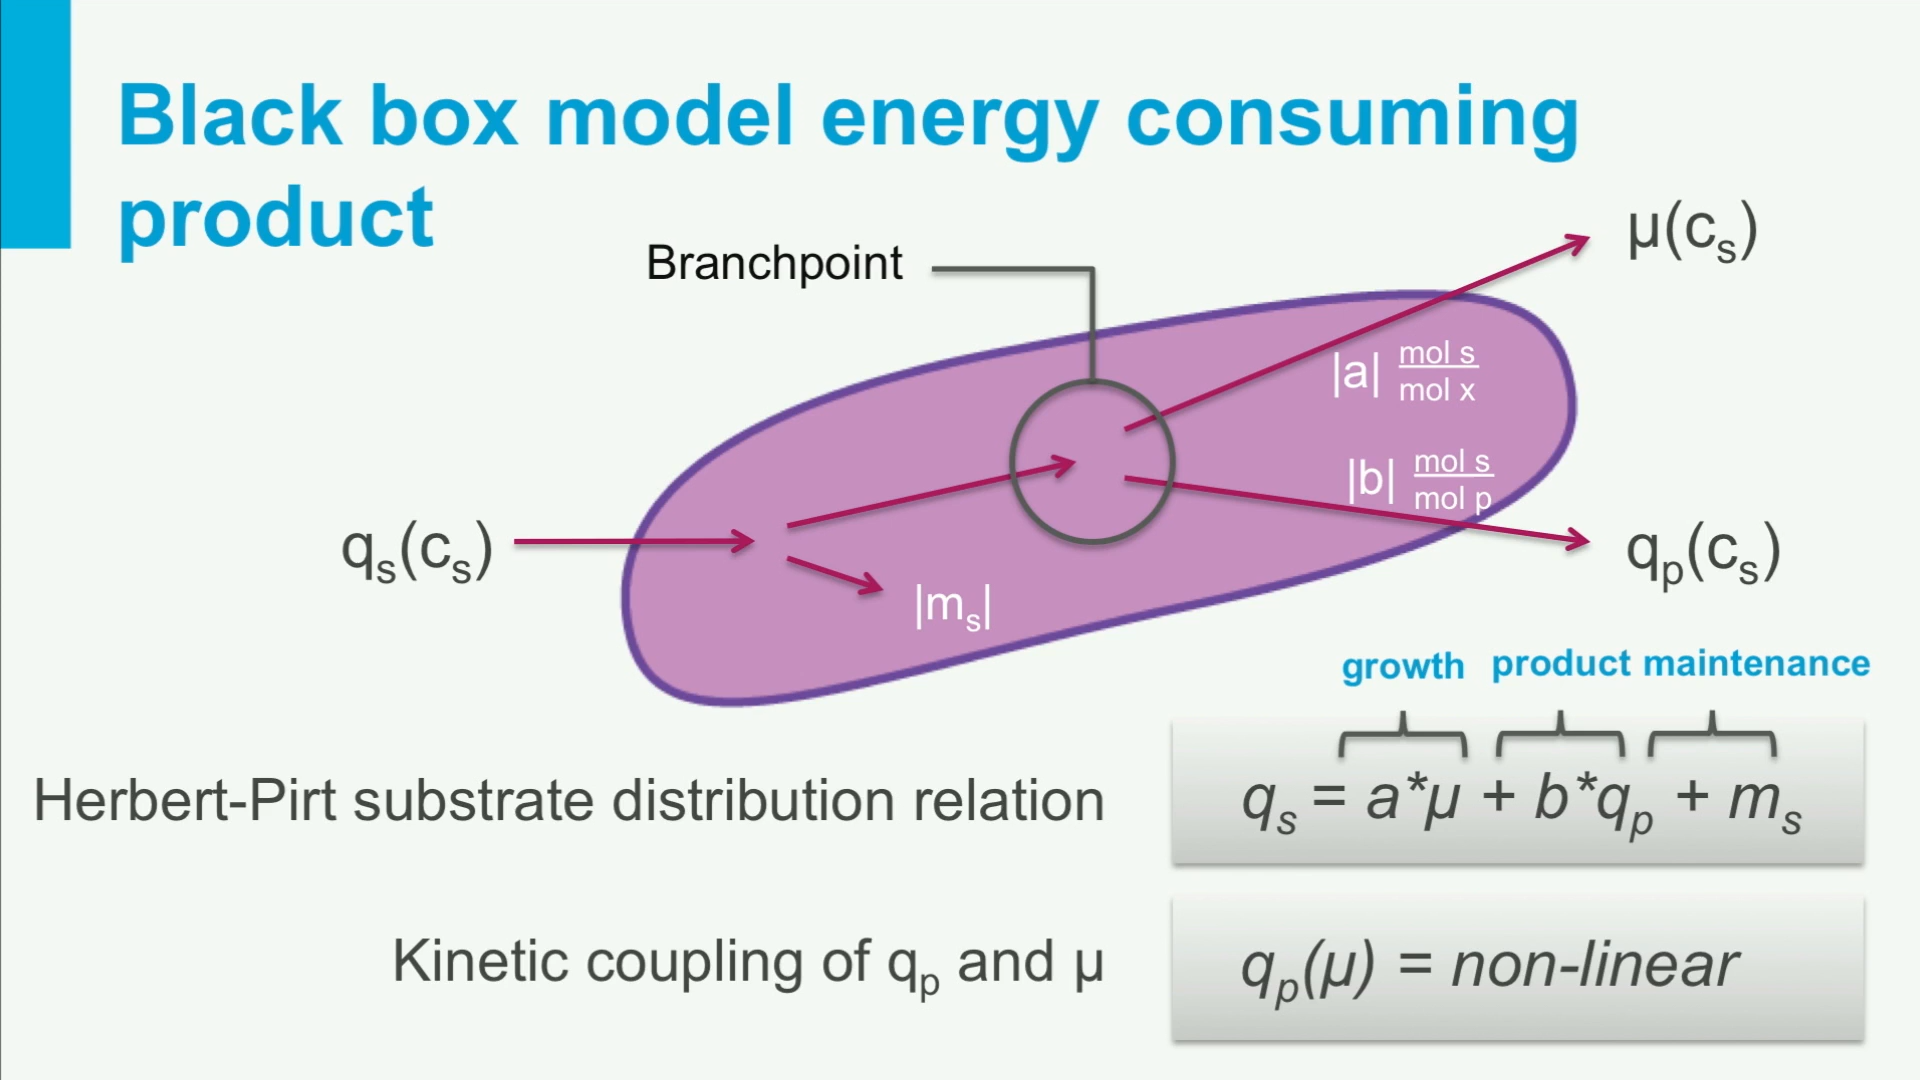 Black box model energy consuming
product
Branchpoint
μ(cs)
|a| mol s
mol x
|b| mol s
mol p
qs(cs)
qp(cs)
|ms|
growth product maintenance
Herbert-Pirt substrate distribution relation
qs = a*μ + b*qp + ms
Kinetic coupling of qp and μ
qp(μ) = non-linear